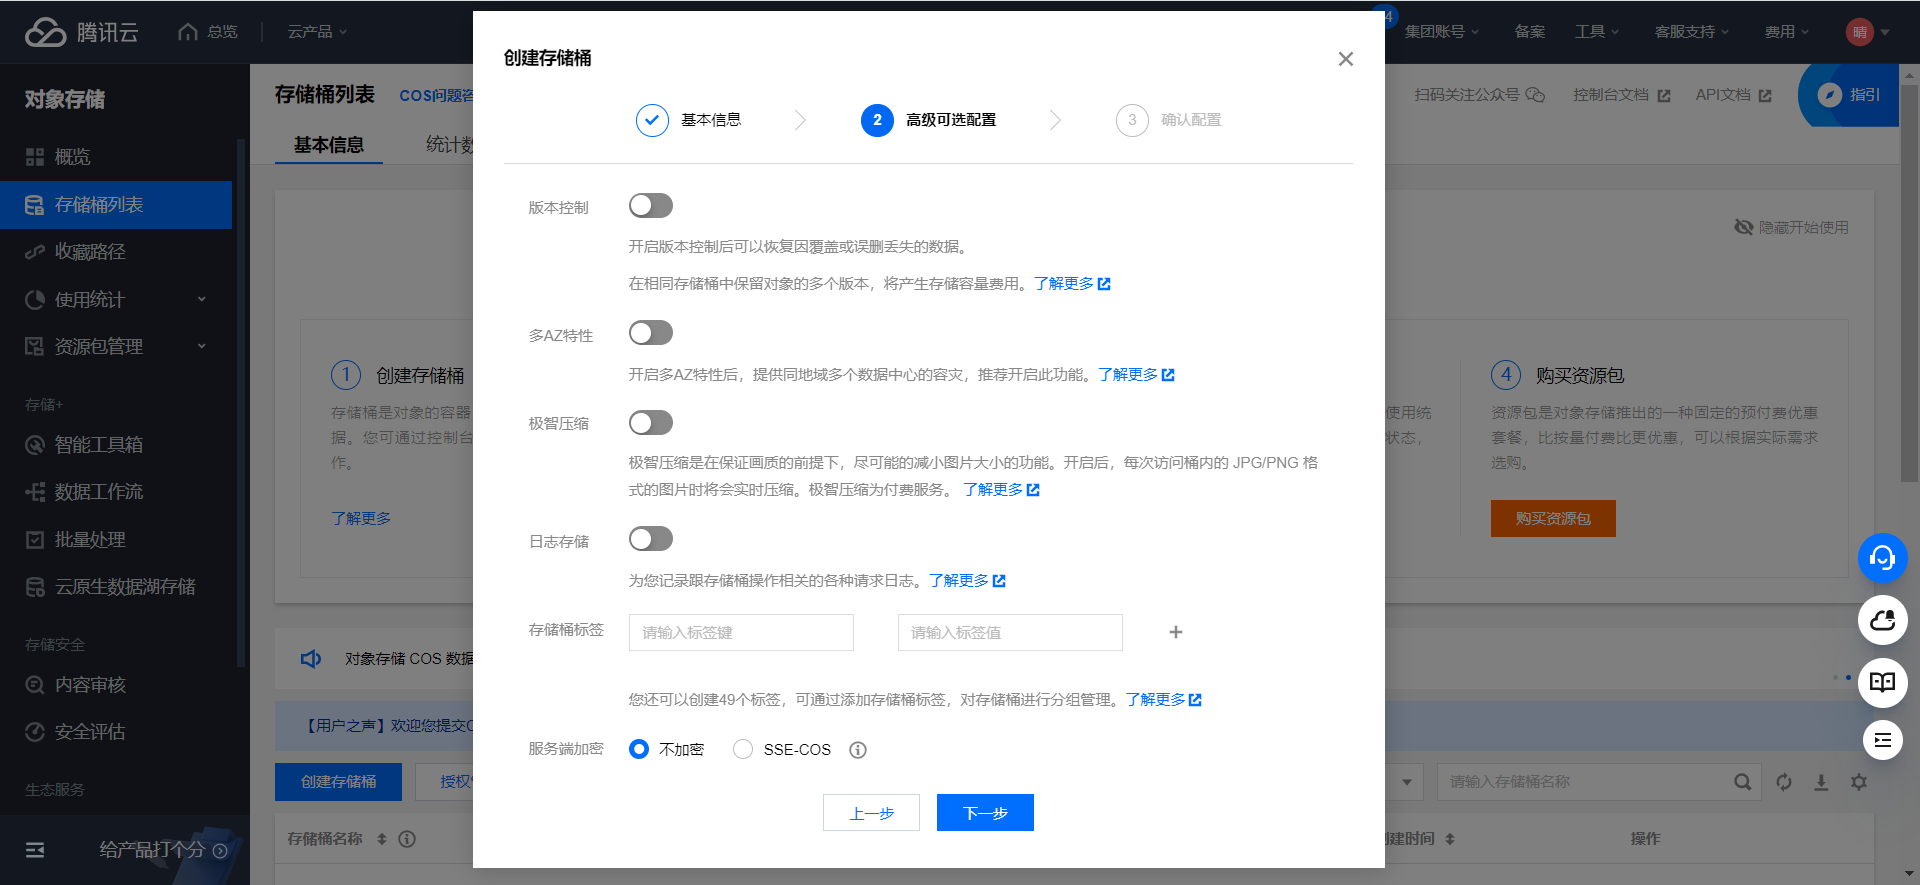 腾讯云
总览
云产品
4
集团账号
备案
工具
客服支持
费用
晴
对象存储
概览
存储桶列表
收藏路径
使用统计
资源包管理
存储+
智能工具箱
数据工作流
批量处理
云原生数据湖存储
存储安全
内容审核
安全评估
生态服务
给产品打个分
存储桶列表
COS问题咨
扫码关注公众号
控制台文档
API文档
指引
基本信息
统计数
隐藏开始使用
1 创建存储桶
存储桶是对象的容器
据。您可通过控制台
作。
了解更多
使用统
状态，
4 购买资源包
资源包是对象存储推出的一种固定的预付费优惠
套餐，比按量付费比更优惠，可以根据实际需求
选购。
购买资源包
对象存储 COS 数据
【用户之声】欢迎您提交C
创建存储桶
授权
请输入存储桶名称
存储桶名称
创建时间
操作
创建存储桶
基本信息
2 高级可选配置
3 确认配置
版本控制
开启版本控制后可以恢复因覆盖或误删丢失的数据。
在相同存储桶中保留对象的多个版本，将产生存储容量费用。了解更多
多AZ特性
开启多AZ特性后，提供同地域多个数据中心的容灾，推荐开启此功能。了解更多
极智压缩
极智压缩是在保证画质的前提下，尽可能的减小图片大小的功能。开启后，每次访问桶内的 JPG/PNG 格
式的图片时将会实时压缩。极智压缩为付费服务。 了解更多
日志存储
为您记录跟存储桶操作相关的各种请求日志。了解更多
存储桶标签
请输入标签键
请输入标签值
您还可以创建49个标签，可通过添加存储桶标签，对存储桶进行分组管理。了解更多
服务端加密
不加密
SSE-COS
上一步
下一步